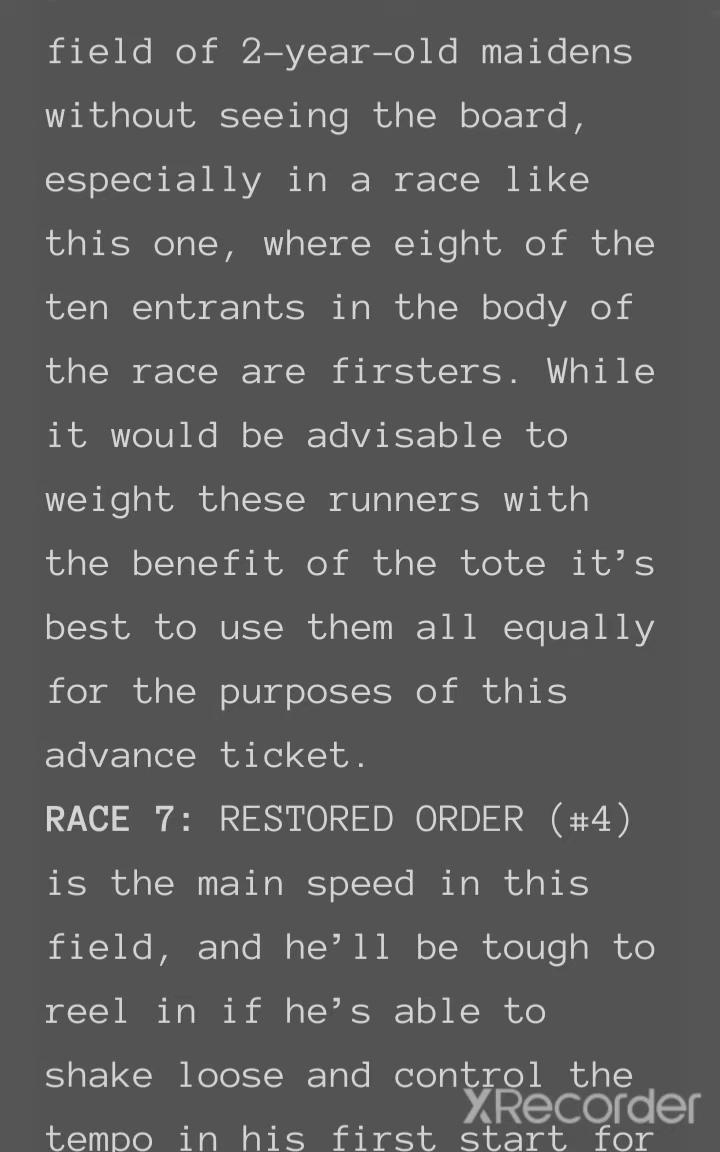 field of 2-year-old maidens
without seeing the board,
especially in a race like
this one, where eight of the
ten entrants in the body of
the race are firsters. While
it would be advisable to
weight these runners with
the benefit of the tote it’s
best to use them all equally
for the purposes of this
advance ticket.
RACE 7: RESTORED ORDER (#4)
is the main speed in this
field, and he’ll be tough to
reel in if he’s able to
shake loose and control the
tempo in his first start for
XRecorder